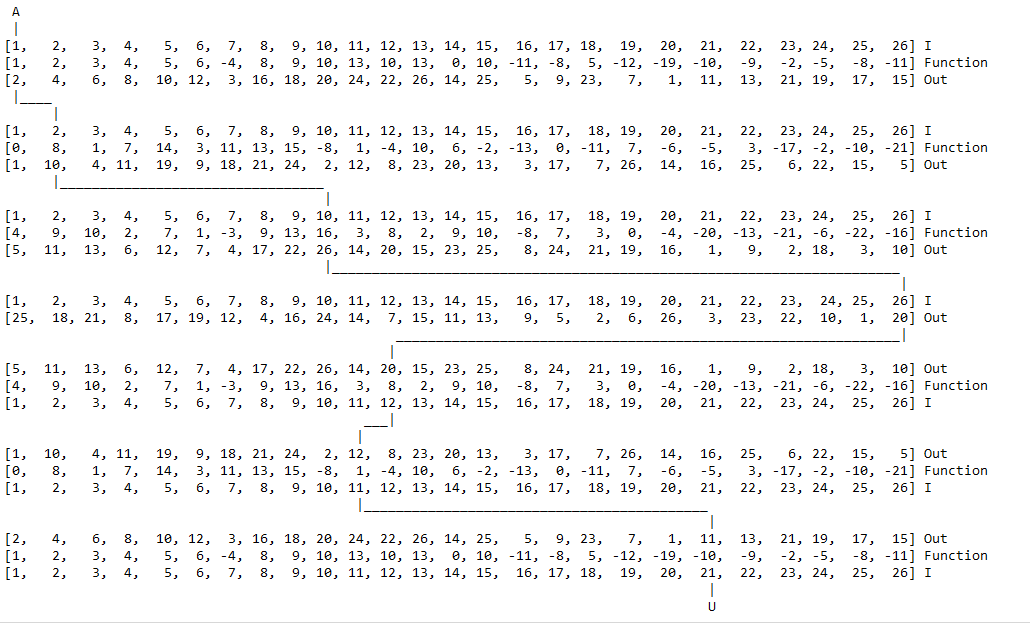 A
[1, 2, 3, 4, 5, 6, 7, 8, 9, 10, 11, 12, 13, 14, 15, 16, 17, 18, 19, 20, 21, 22, 23, 24, 25, 26] I
[1, 2, 3, 4, 5, 6, -4, 8, 9, 10, 13, 10, 13, 0, 10, -11, -8, 5, -12, -19, -10, -9, -2, -5, -8, -11] Function
[2, 4, 6, 8, 10, 12, 3, 16, 18, 20, 24, 22, 26, 14, 25, 5, 9, 23, 7, 1, 11, 13, 21, 19, 17, 15] Out
[1, 2, 3, 4, 5, 6, 7, 8, 9, 10, 11, 12, 13, 14, 15, 16, 17, 18, 19, 20, 21, 22, 23, 24, 25, 26] I
[0, 8, 1, 7, 14, 3, 11, 13, 15, -8, 1, -4, 10, 6, -2, -13, 0, -11, 7, -6, -5, 3, -17, -2, -10, -21] Function
[1, 10, 4, 11, 19, 9, 18, 21, 24, 2, 12, 8, 23, 20, 13, 3, 17, 7, 26, 14, 16, 25, 6, 22, 15, 5] Out
[1, 2, 3, 4, 5, 6, 7, 8, 9, 10, 11, 12, 13, 14, 15, 16, 17, 18, 19, 20, 21, 22, 23, 24, 25, 26] I
[4, 9, 10, 2, 7, 1, -3, 9, 13, 16, 3, 8, 2, 9, 10, -8, 7, 3, 0, -4, -20, -13, -21, -6, -22, -16] Function
[5, 11, 13, 6, 12, 7, 4, 17, 22, 26, 14, 20, 15, 23, 25, 8, 24, 21, 19, 16, 1, 9, 2, 18, 3, 10] Out
[1, 2, 3, 4, 5, 6, 7, 8, 9, 10, 11, 12, 13, 14, 15, 16, 17, 18, 19, 20, 21, 22, 23, 24, 25, 26] I
[25, 18, 21, 8, 17, 19, 12, 4, 16, 24, 14, 7, 15, 11, 13, 9, 5, 2, 6, 26, 3, 23, 22, 10, 1, 20] Out
[5, 11, 13, 6, 12, 7, 4, 17, 22, 26, 14, 20, 15, 23, 25, 8, 24, 21, 19, 16, 1, 9, 2, 18, 3, 10] Out
[4, 9, 10, 2, 7, 1, -3, 9, 13, 16, 3, 8, 2, 9, 10, -8, 7, 3, 0, -4, -20, -13, -21, -6, -22, -16] Function
[1, 2, 3, 4, 5, 6, 7, 8, 9, 10, 11, 12, 13, 14, 15, 16, 17, 18, 19, 20, 21, 22, 23, 24, 25, 26] I
[1, 10, 4, 11, 19, 9, 18, 21, 24, 2, 12, 8, 23, 20, 13, 3, 17, 7, 26, 14, 16, 25, 6, 22, 15, 5] Out
[0, 8, 1, 7, 14, 3, 11, 13, 15, -8, 1, -4, 10, 6, -2, -13, 0, -11, 7, -6, -5, 3, -17, -2, -10, -21] Function
[1, 2, 3, 4, 5, 6, 7, 8, 9, 10, 11, 12, 13, 14, 15, 16, 17, 18, 19, 20, 21, 22, 23, 24, 25, 26] I
[2, 4, 6, 8, 10, 12, 3, 16, 18, 20, 24, 22, 26, 14, 25, 5, 9, 23, 7, 1, 11, 13, 21, 19, 17, 15] Out
[1, 2, 3, 4, 5, 6, -4, 8, 9, 10, 13, 10, 13, 0, 10, -11, -8, 5, -12, -19, -10, -9, -2, -5, -8, -11] Function
[1, 2, 3, 4, 5, 6, 7, 8, 9, 10, 11, 12, 13, 14, 15, 16, 17, 18, 19, 20, 21, 22, 23, 24, 25, 26] I
U